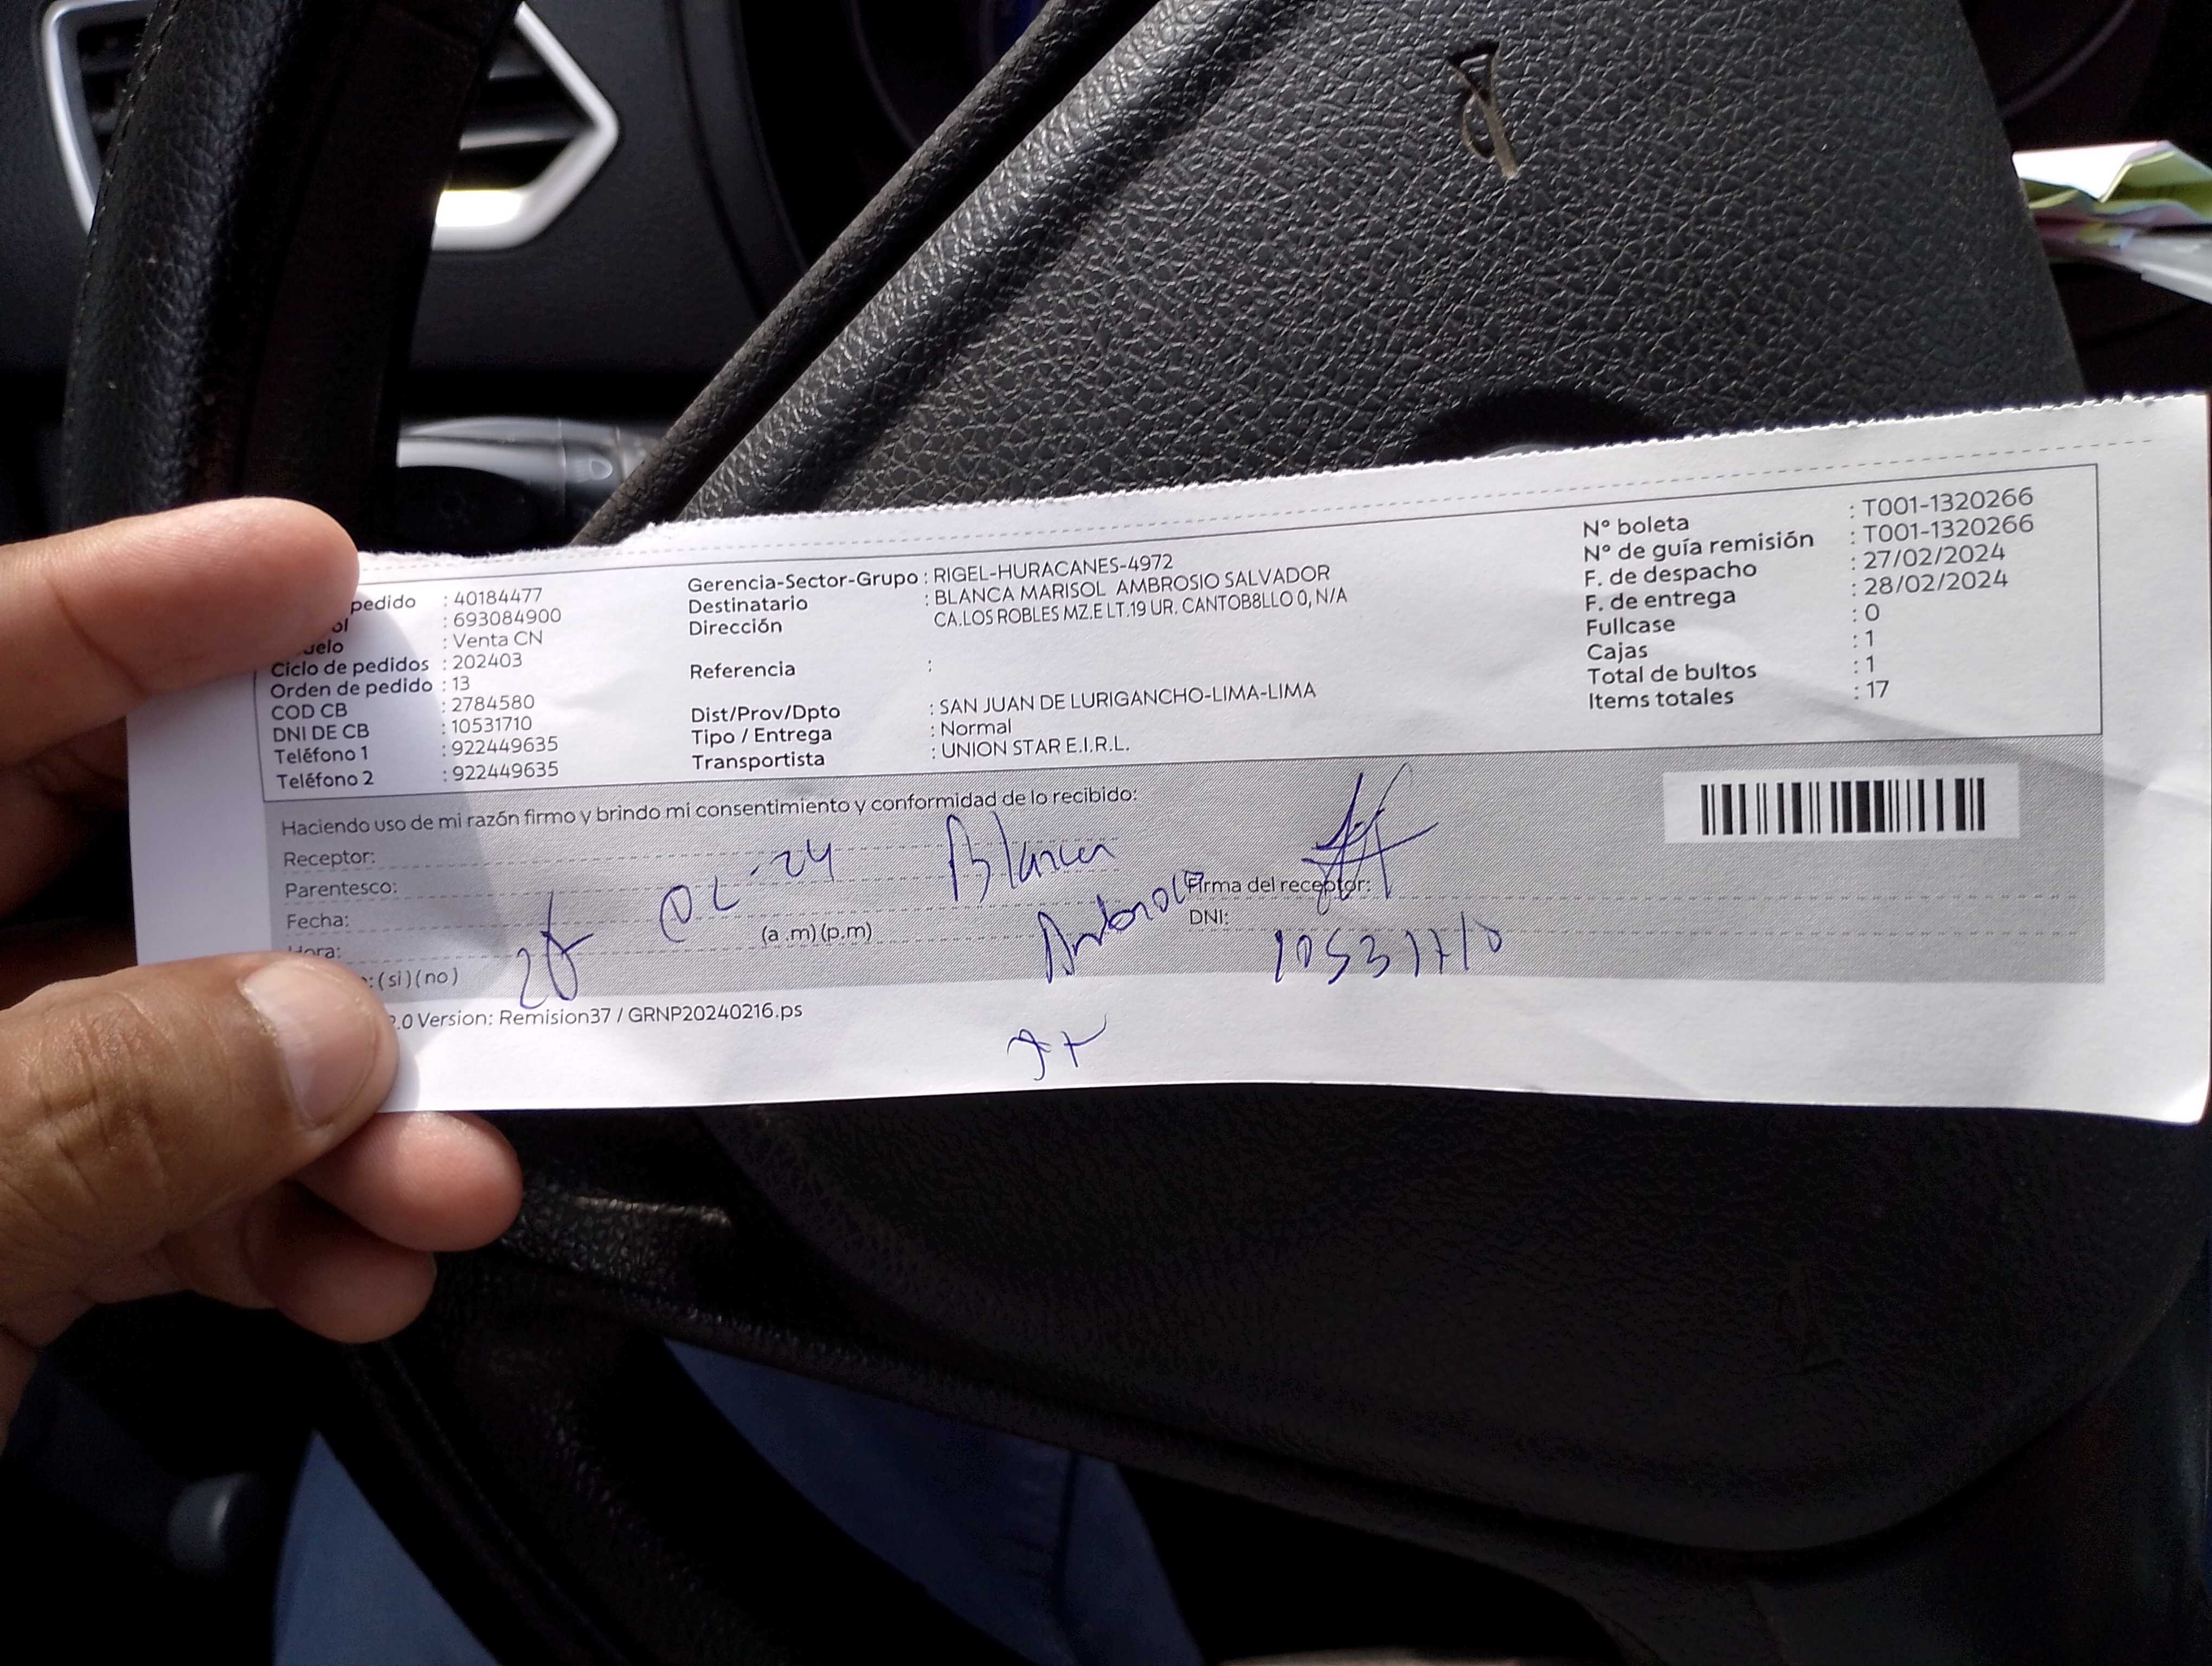 pedido : 40184477
ol : 693084900
uelo : Venta CN
Ciclo de pedidos : 202403
Orden de pedido : 13
COD CB : 2784580
DNI DE CB : 10531710
Teléfono 1 : 922449635
Teléfono 2 : 922449635
Gerencia-Sector-Grupo : RIGEL-HURACANES-4972
Destinatario : BLANCA MARISOL AMBROSIO SALVADOR
Dirección CA.LOS ROBLES MZ.E LT.19 UR. CANTOB8LLO 0, N/A
Referencia :
Dist/Prov/Dpto : SAN JUAN DE LURIGANCHO-LIMA-LIMA
Tipo / Entrega : Normal
Transportista : UNION STAR E.I.R.L.
Nº boleta : T001-1320266
Nº de guía remisión : T001-1320266
F. de despacho : 27/02/2024
F. de entrega : 28/02/2024
Fullcase : 0
Cajas : 1
Total de bultos : 1
Items totales : 17
Haciendo uso de mi razón firmo y brindo mi consentimiento y conformidad de lo recibido:
Receptor: Blanca
Parentesco:
Firma del receptor:
Fecha: 02-24
DNI: 10531710
Hora: (a .m) (p.m)
: (si) (no)
2.0 Version: Remision37 / GRNP20240216.ps